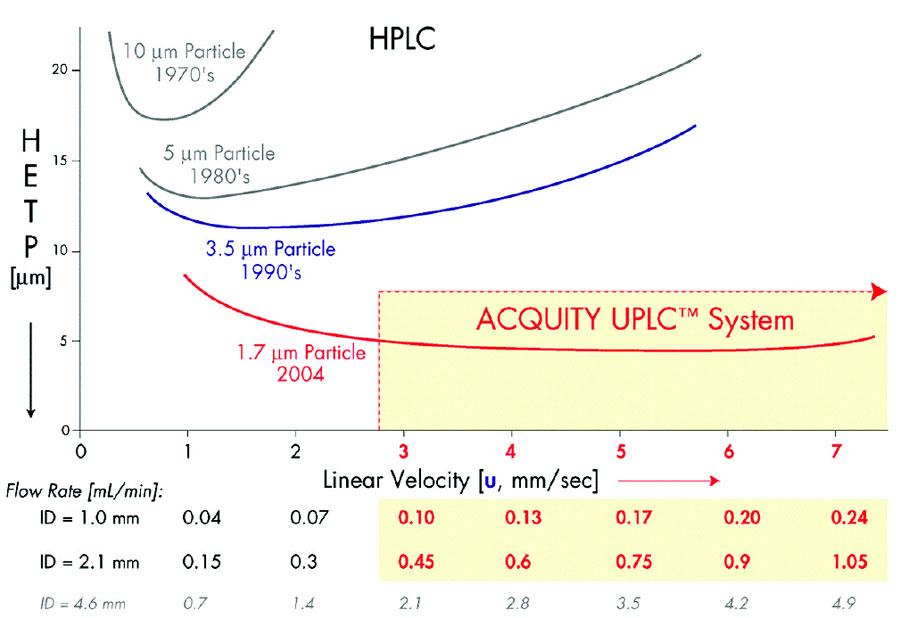 HPLC
10 μm Particle
1970's
20
5 μm Particle
1980's
15
H
E
T
P
[μm]
3.5 μm Particle
1990's
10
ACQUITY UPLC™ System
5
1.7 μm Particle
2004
0
0 1 2 3 4 5 6 7
Linear Velocity [u, mm/sec]
Flow Rate [mL/min]:
ID = 1.0 mm 0.04 0.07 0.10 0.13 0.17 0.20 0.24
ID = 2.1 mm 0.15 0.3 0.45 0.6 0.75 0.9 1.05
ID = 4.6 mm 0.7 1.4 2.1 2.8 3.5 4.2 4.9